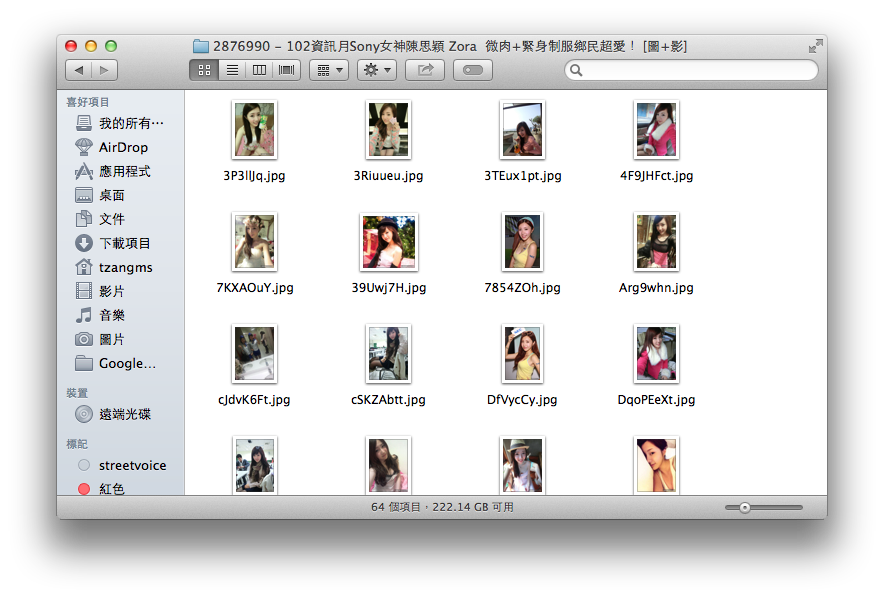 2876990 - 102資訊月Sony女神陳思穎 Zora  微肉+緊身制服鄉民超愛！ [圖+影]
喜好項目
我的所有…
AirDrop
應用程式
桌面
文件
下載項目
tzangms
影片
音樂
圖片
Google…
裝置
遠端光碟
標記
streetvoice
紅色
3P3lIJq.jpg
3Riuueu.jpg
3TEux1pt.jpg
4F9JHFct.jpg
7KXAOuY.jpg
39Uwj7H.jpg
7854ZOh.jpg
Arg9whn.jpg
cJdvK6Ft.jpg
cSKZAbtt.jpg
DfVycCy.jpg
DqoPEeXt.jpg
64 個項目，222.14 GB 可用